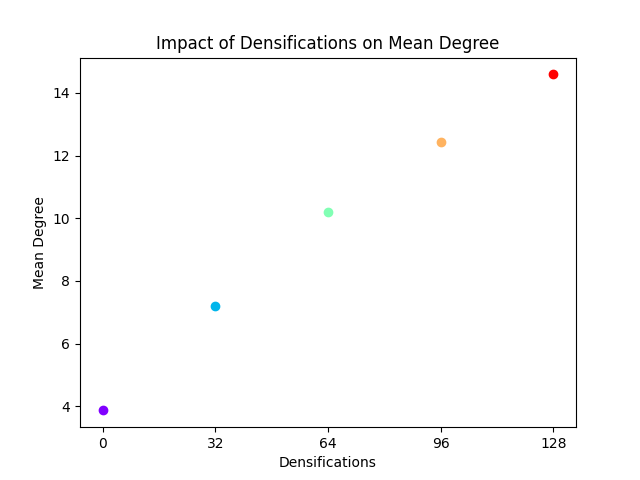 Impact of Densifications on Mean Degree
14
12
10
8
6
4
Mean Degree
0 32 64 96 128
Densifications